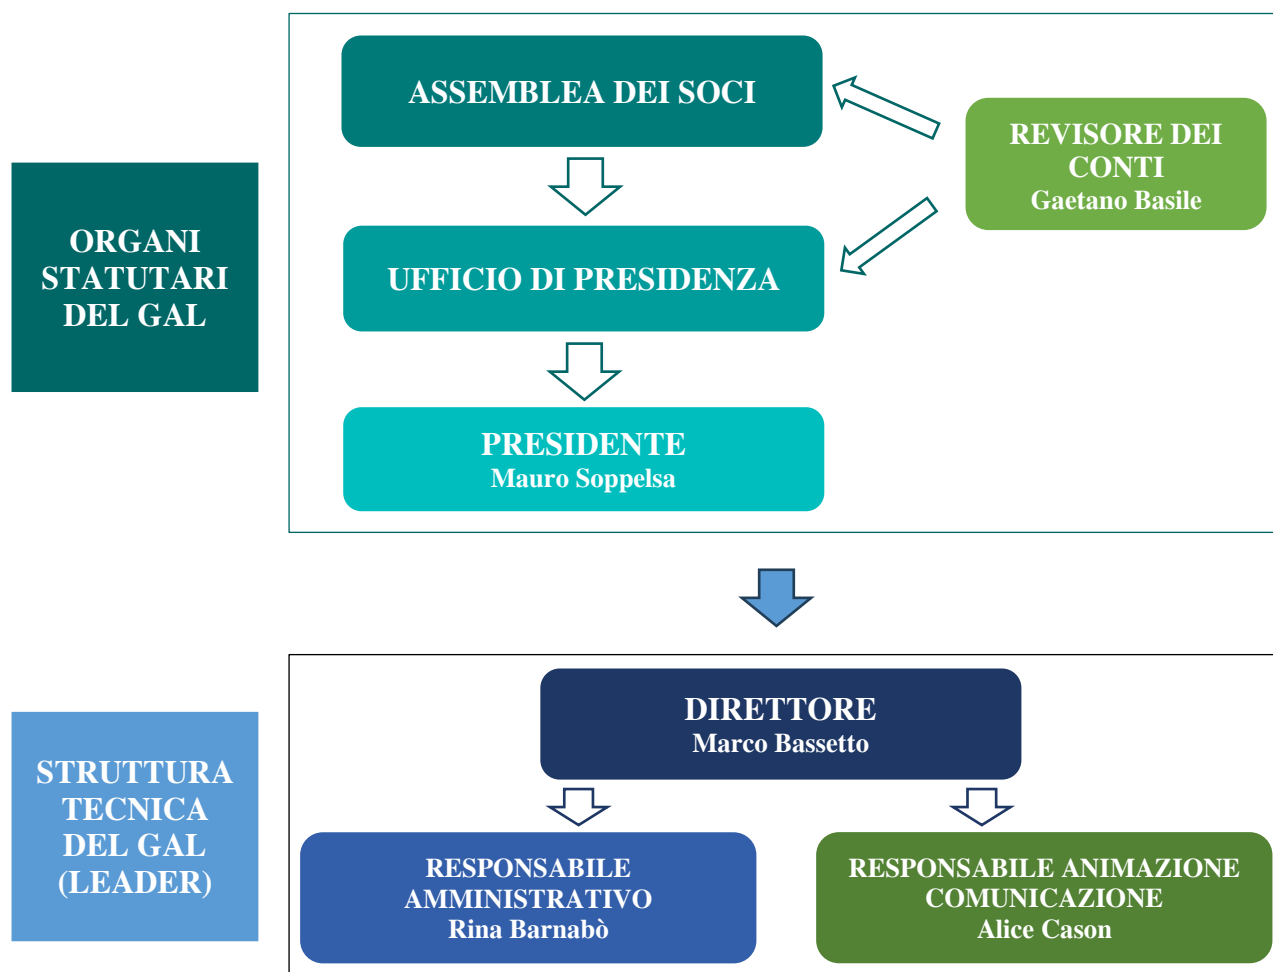 ORGANI
STATUTARI
DEL GAL
ASSEMBLEA DEI SOCI
REVISORE DEI
CONTI
Gaetano Basile
UFFICIO DI PRESIDENZA
PRESIDENTE
Mauro Soppelsa
STRUTTURA
TECNICA
DEL GAL
(LEADER)
DIRETTORE
Marco Bassetto
RESPONSABILE
AMMINISTRATIVO
Rina Barnabò
RESPONSABILE ANIMAZIONE
COMUNICAZIONE
Alice Cason